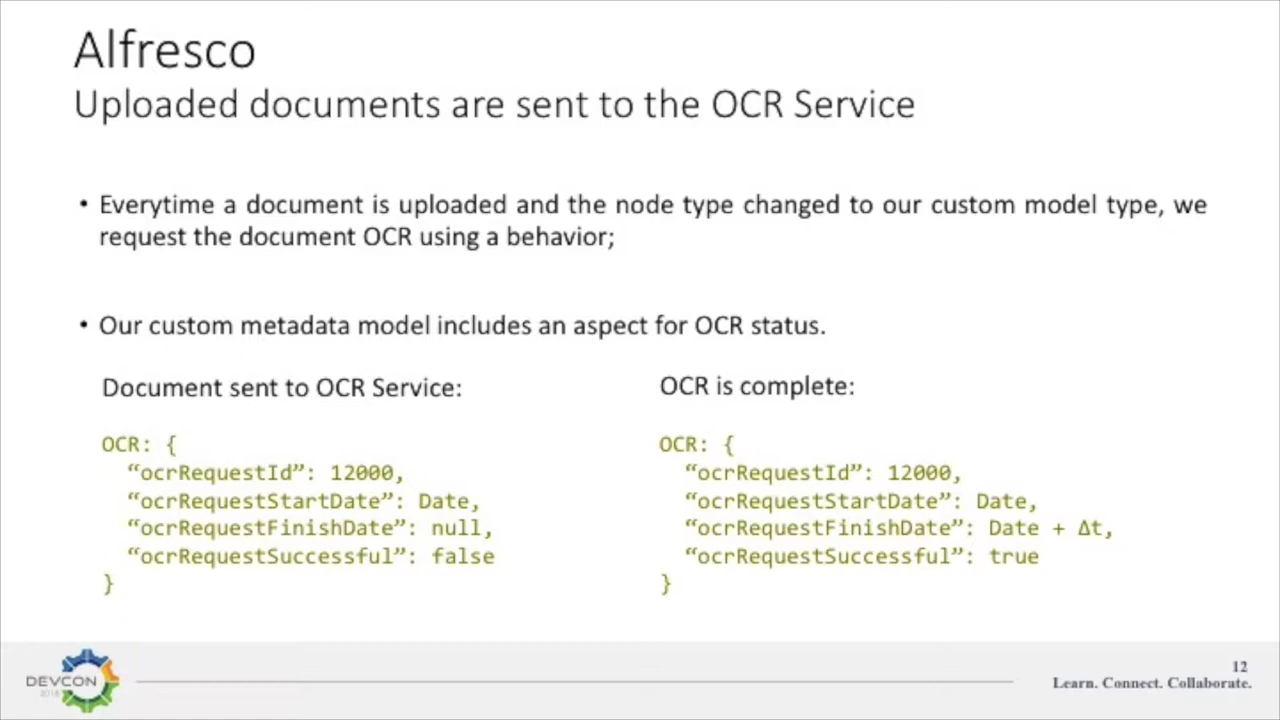 Alfresco
Uploaded documents are sent to the OCR Service
• Everytime a document is uploaded and the node type changed to our custom model type, we
request the document OCR using a behavior;
• Our custom metadata model includes an aspect for OCR status.
Document sent to OCR Service:
OCR: {
“ocrRequestId”: 12000,
“ocrRequestStartDate”: Date,
“ocrRequestFinishDate”: null,
“ocrRequestSuccessful”: false
}
OCR is complete:
OCR: {
“ocrRequestId”: 12000,
“ocrRequestStartDate”: Date,
“ocrRequestFinishDate”: Date + Δt,
“ocrRequestSuccessful”: true
}
DEVCON
12
Learn. Connect. Collaborate.